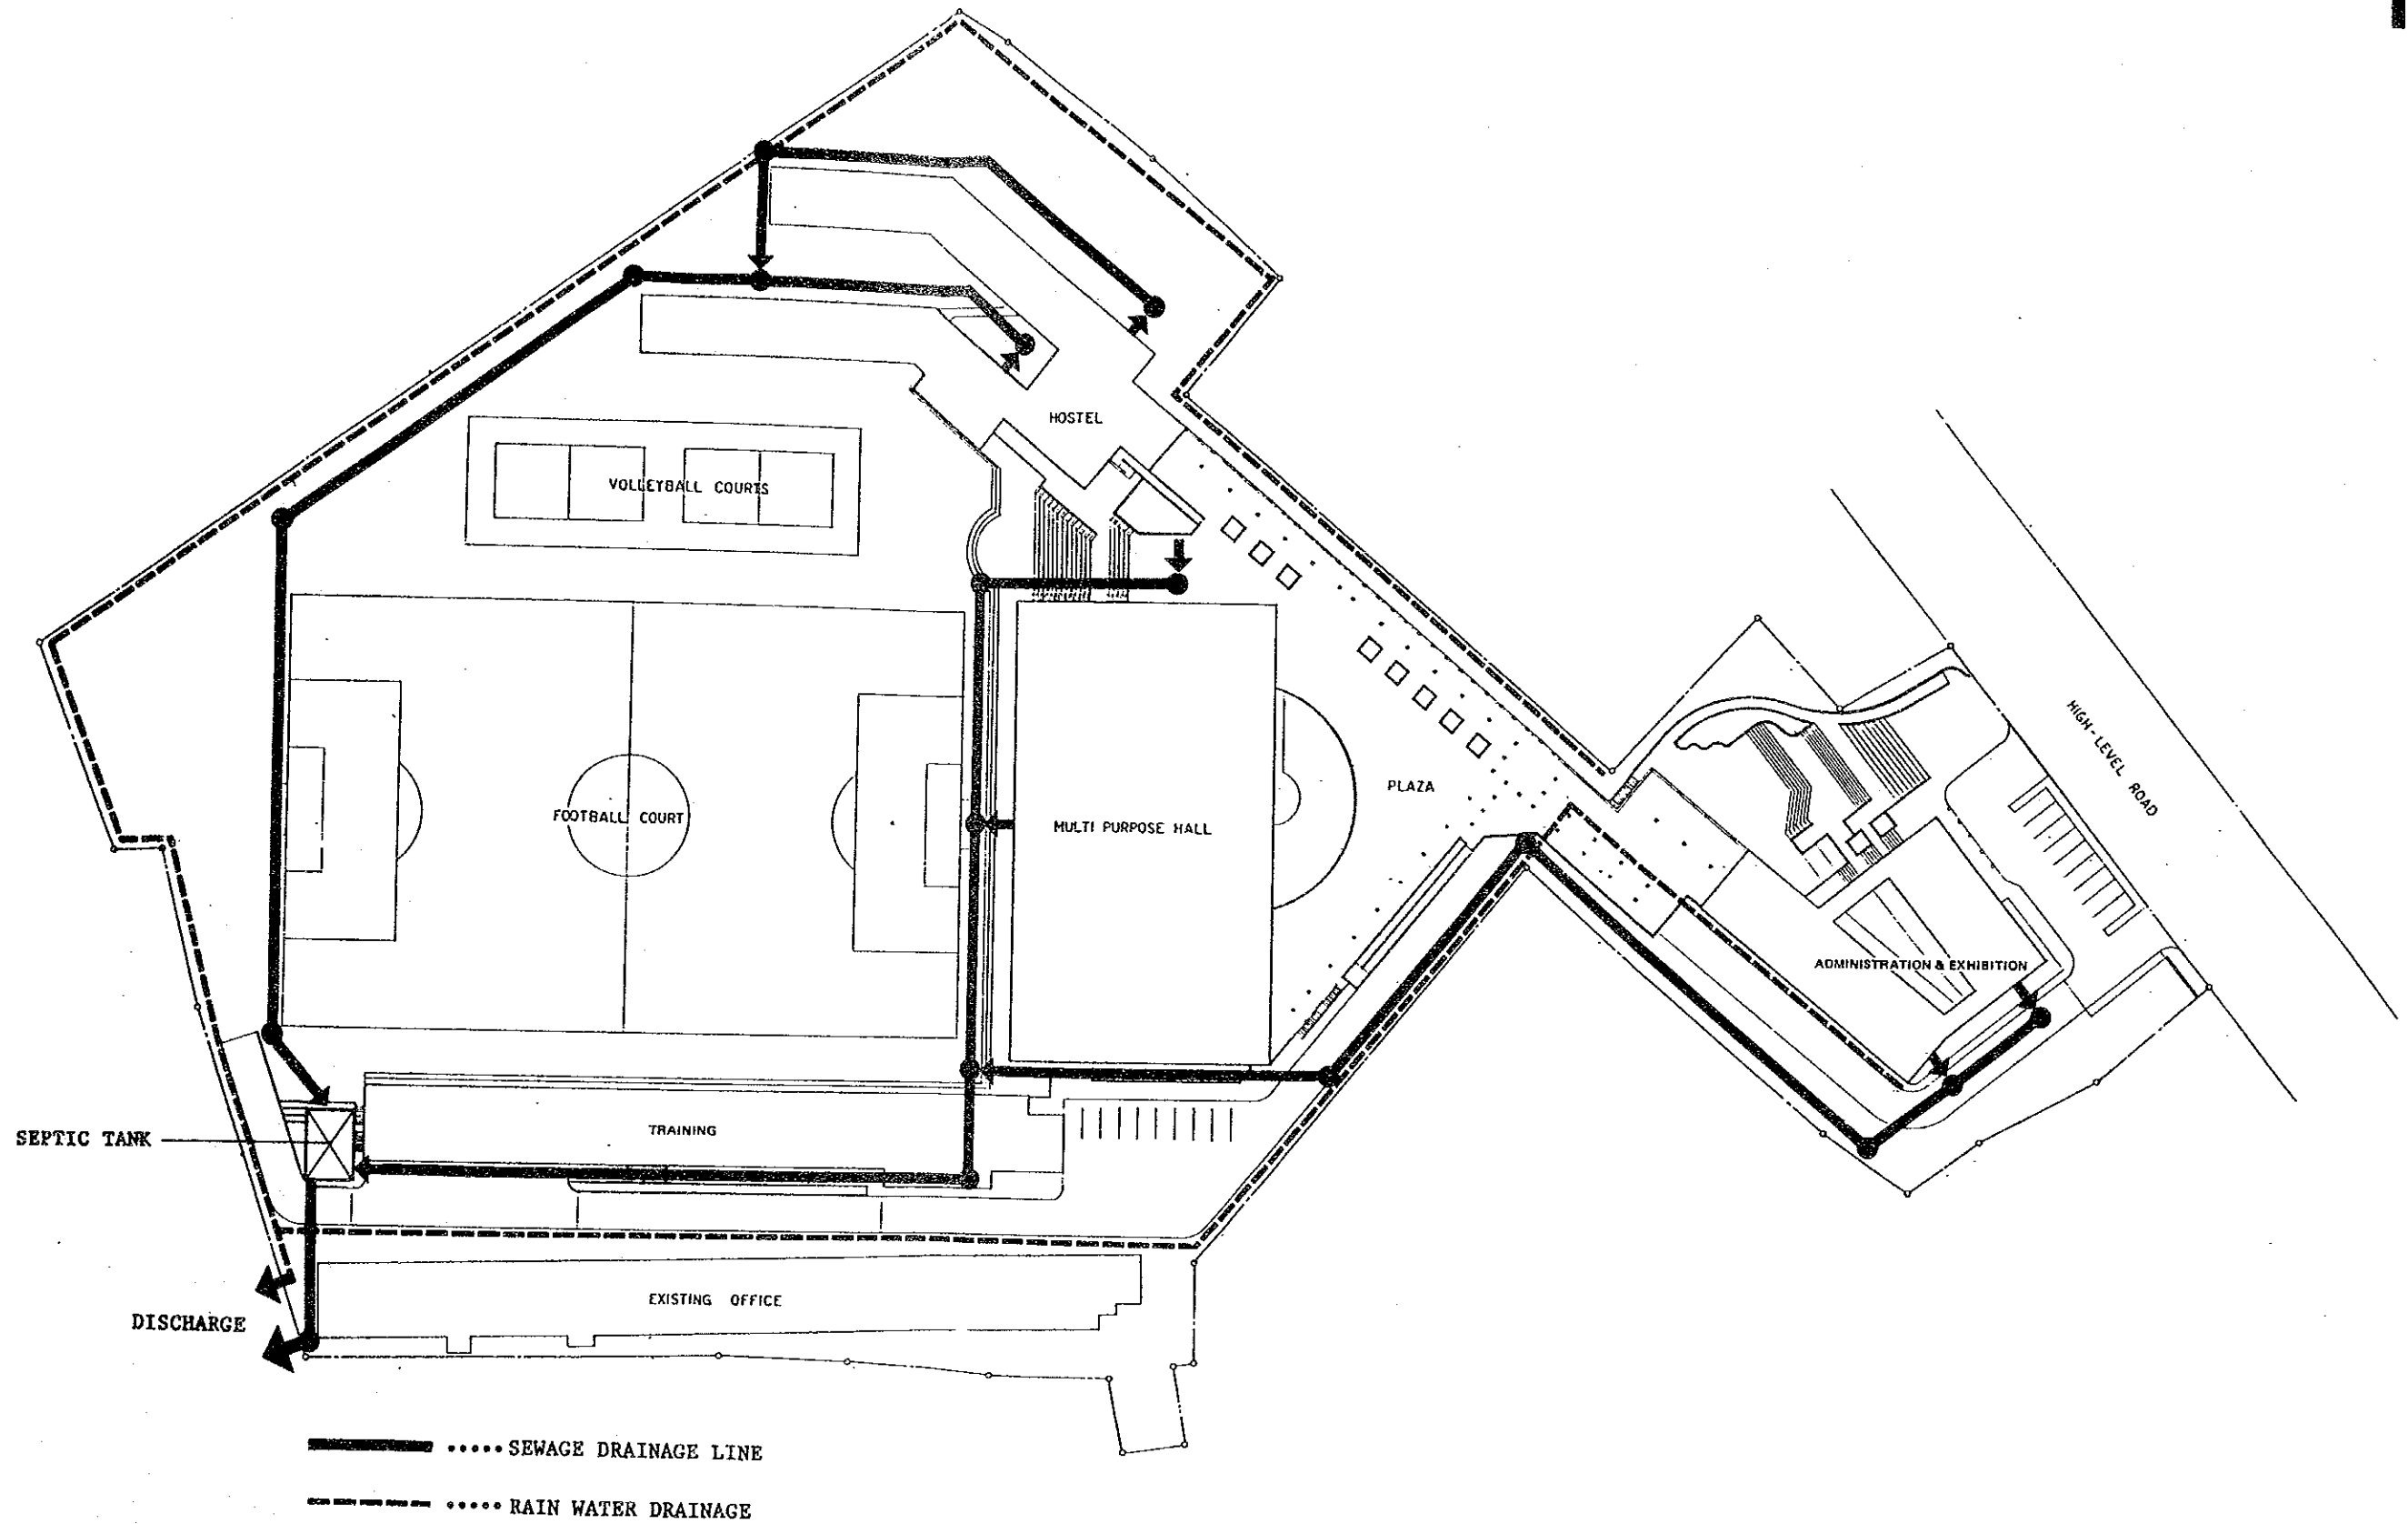 HOSTEL
VOLLEYBALL COURTS
HIGH-LEVEL ROAD
PLAZA
FOOTBALL COURT
MULTI PURPOSE HALL
ADMINISTRATION & EXHIBITION
TRAINING
SEPTIC TANK
EXISTING OFFICE
DISCHARGE
••••• SEWAGE DRAINAGE LINE
••••• RAIN WATER DRAINAGE